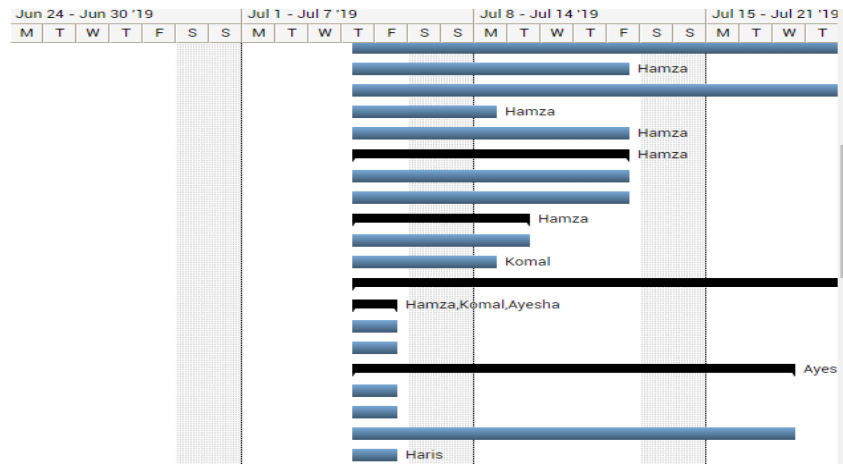 Jun 24 - Jun 30 '19 Jul 1 - Jul 7 '19 Jul 8 - Jul 14 '19 Jul 15 - Jul 21 '19
M T W T F S S M T W T F S S M T W T F S S M T W T
Hamza
Hamza
Hamza
Hamza
Hamza
Komal
Hamza,Komal,Ayesha
Ayes
Haris